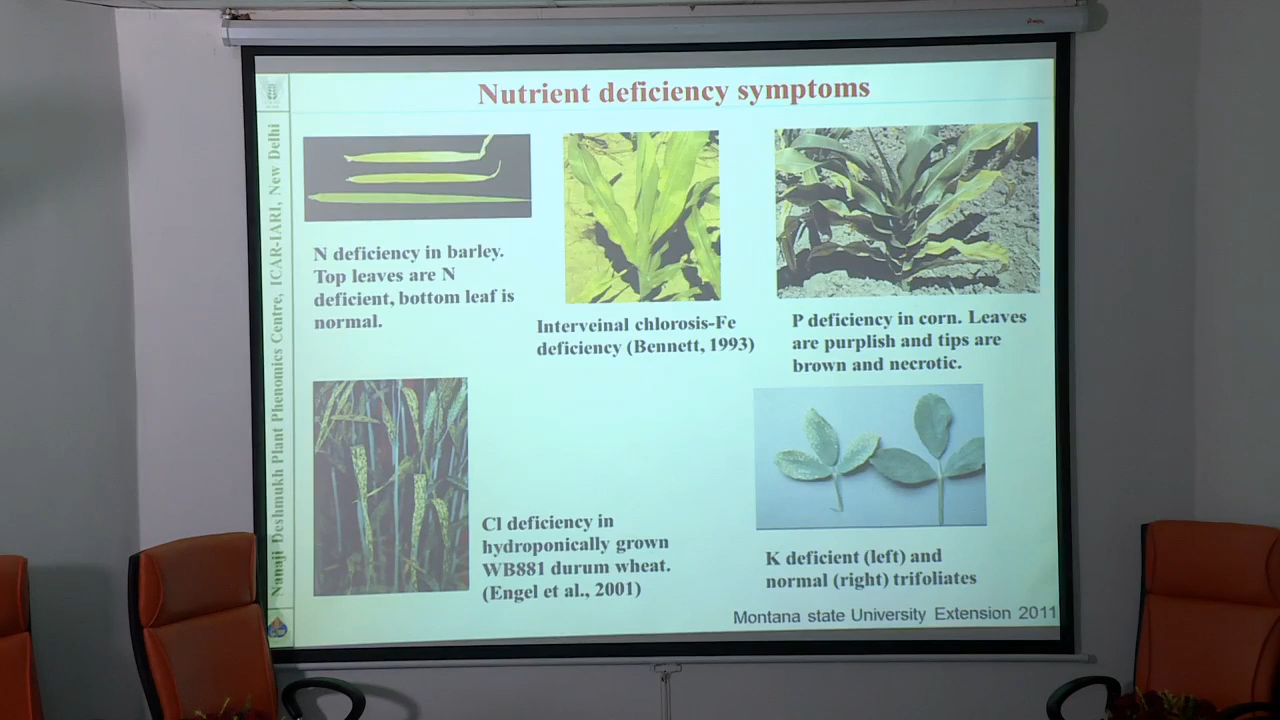 Nutrient deficiency symptoms
Nanaji Deshmukh Plant Phenomics Centre, ICAR-IARI, New Delhi
N deficiency in barley.
Top leaves are N
deficient, bottom leaf is
normal.
Interveinal chlorosis-Fe
deficiency (Bennett, 1993)
P deficiency in corn. Leaves
are purplish and tips are
brown and necrotic.
Cl deficiency in
hydroponically grown
WB881 durum wheat.
(Engel et al., 2001)
K deficient (left) and
normal (right) trifoliates
Montana state University Extension 2011